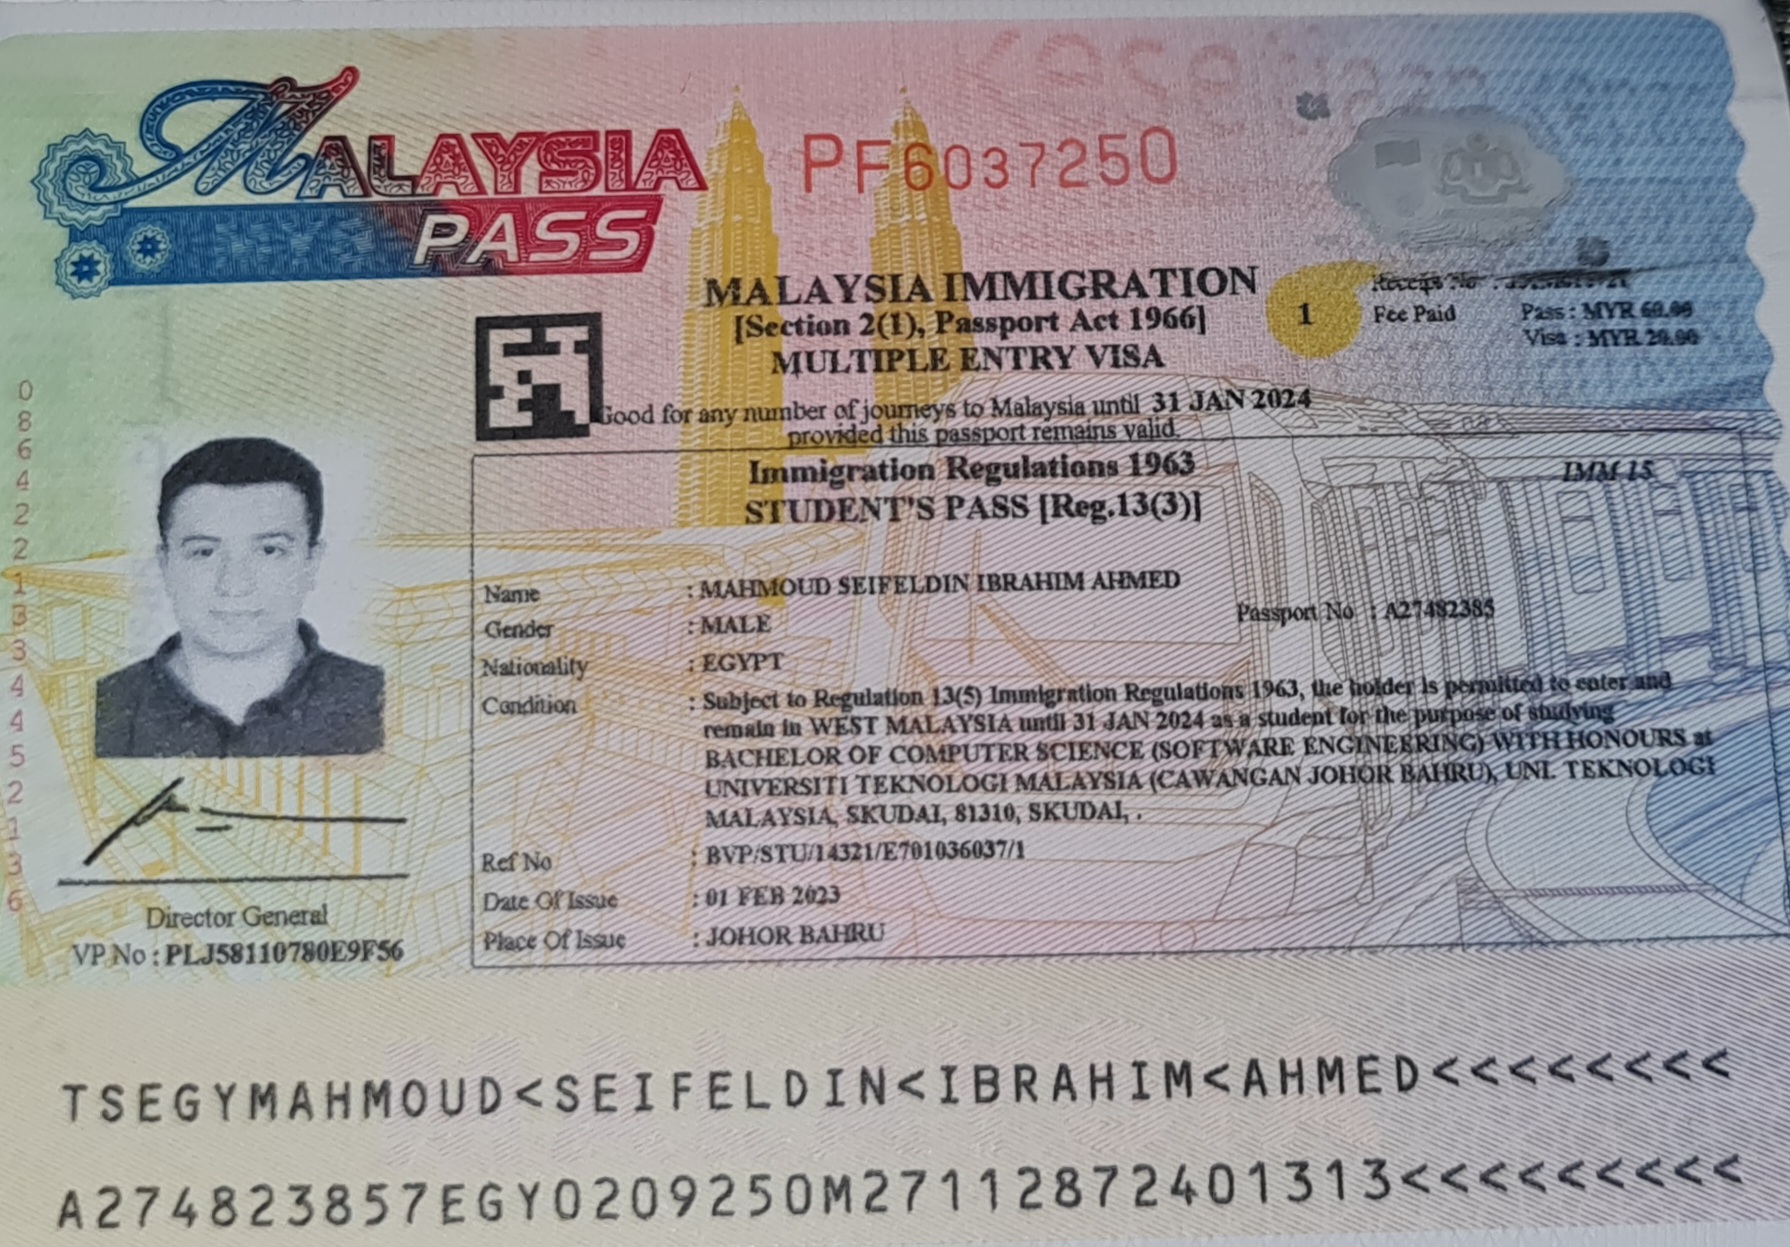 MALAYSIA
PASS
PF6037250
MALAYSIA IMMIGRATION
[Section 2(1), Passport Act 1966]
MULTIPLE ENTRY VISA
Good for any number of journeys to Malaysia until 31 JAN 2024
provided this passport remains valid.
1
Receipt No :
Fee Paid Pass : MYR 60.00
Visa : MYR 20.00
Immigration Regulations 1963
IMM 15
STUDENT'S PASS [Reg.13(3)]
Name : MAHMOUD SEIFELDIN IBRAHIM AHMED
Passport No : A27482385
Gender : MALE
Nationality : EGYPT
Condition : Subject to Regulation 13(5) Immigration Regulations 1963, the holder is permitted to enter and
remain in WEST MALAYSIA until 31 JAN 2024 as a student for the purpose of studying
BACHELOR OF COMPUTER SCIENCE (SOFTWARE ENGINEERING) WITH HONOURS at
UNIVERSITI TEKNOLOGI MALAYSIA (CAWANGAN JOHOR BAHRU), UNI. TEKNOLOGI
MALAYSIA, SKUDAI, 81310, SKUDAI, .
Ref No : BVP/STU/14321/E701036037/1
Date Of Issue : 01 FEB 2023
Place Of Issue : JOHOR BAHRU
0
8
6
4
2
2
1
3
3
4
4
5
2
1
3
6
Director General
VP No : PLJ58110780E9F56
TSEGYMAHMOUD<SEIFELDIN<IBRAHIM<AHMED<<<<<<<<
A274823857EGY0209250M27112872401313<<<<<<<<<